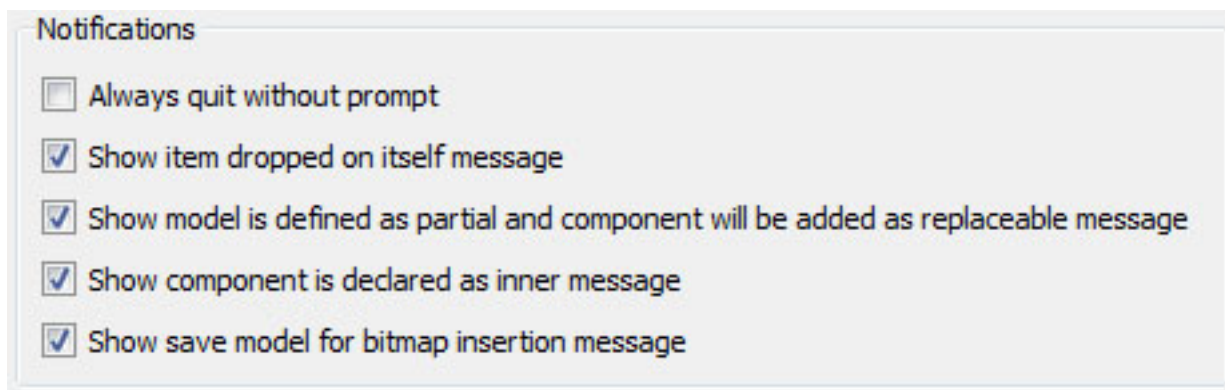 Notifications
Always quit without prompt
Show item dropped on itself message
Show model is defined as partial and component will be added as replaceable message
Show component is declared as inner message
Show save model for bitmap insertion message